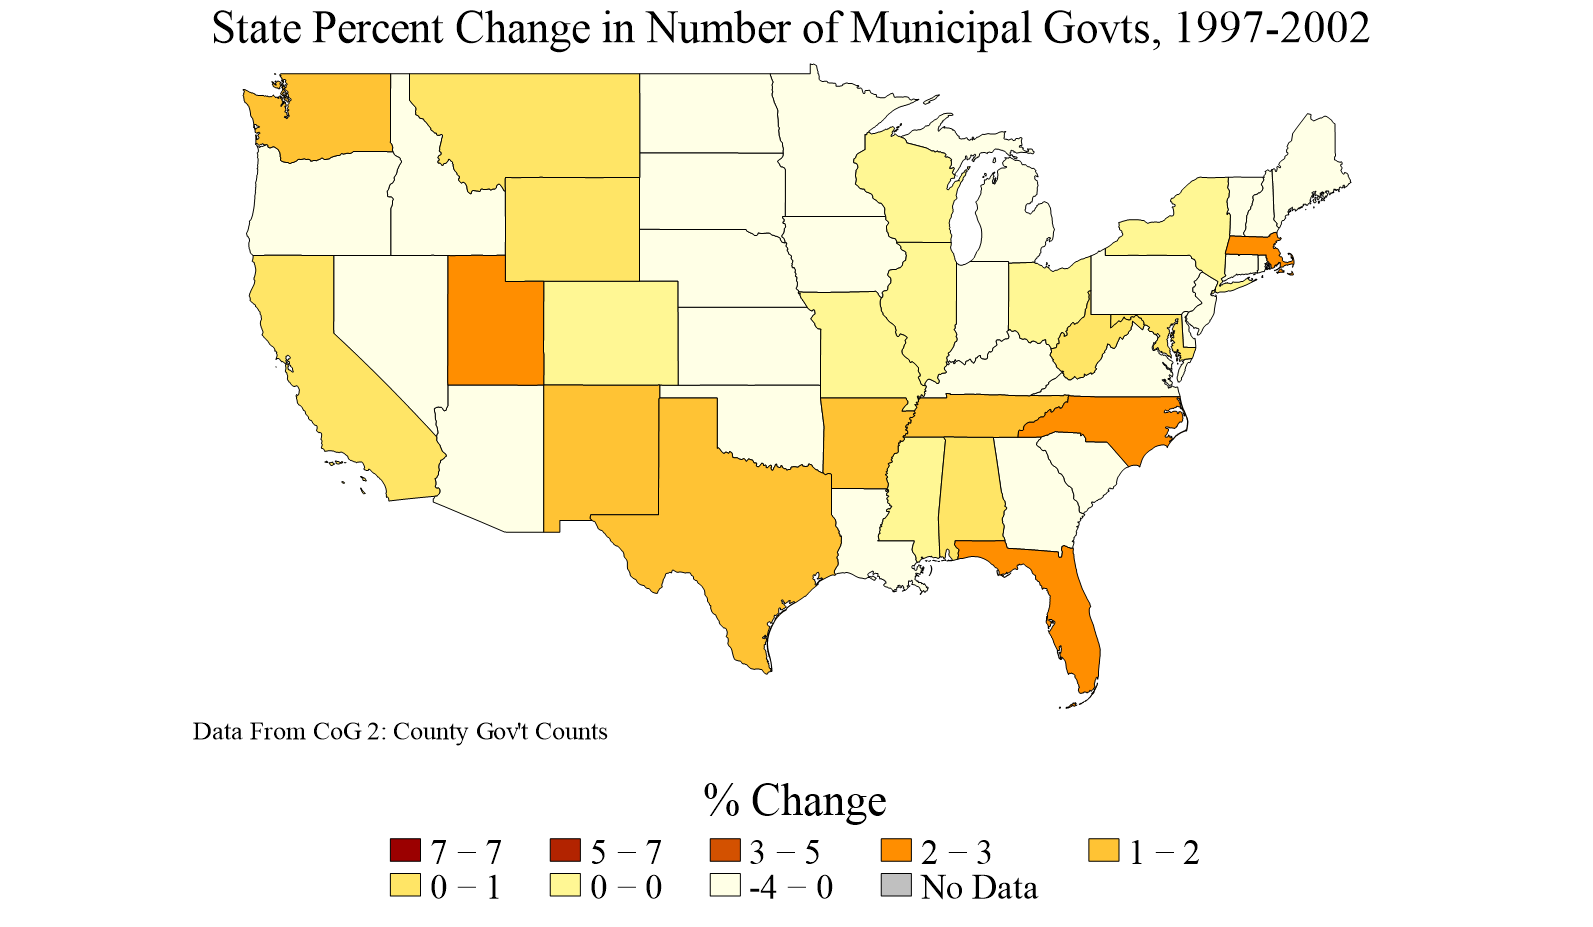 State Percent Change in Number of Municipal Govts, 1997-2002
Data From CoG 2: County Gov't Counts
% Change
7 − 7 5 − 7 3 − 5 2 − 3 1 − 2
0 − 1 0 − 0 -4 − 0 No Data